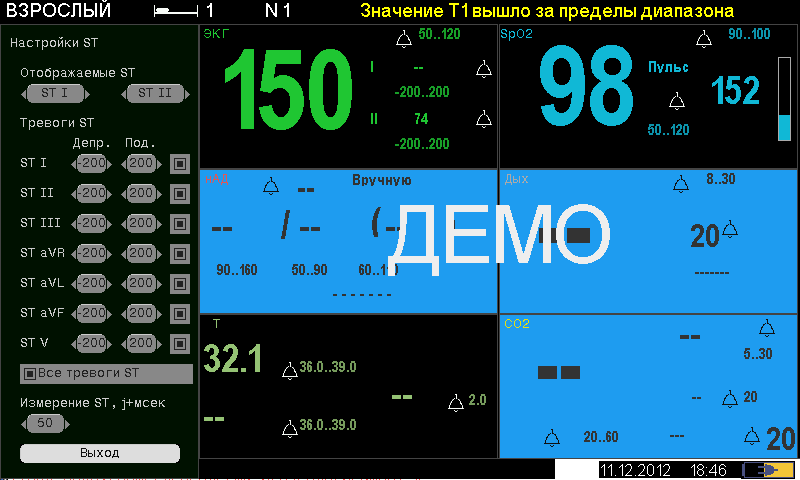 ВЗРОСЛЫЙ 1 N 1 Значение T1 вышло за пределы диапазона
Настройки ST
Отображаемые ST
ST I ST II
Тревоги ST
Депр. Под.
ST I -200 200
ST II -200 200
ST III -200 200
ST aVR -200 200
ST aVL -200 200
ST aVF -200 200
ST V -200 200
Все тревоги ST
Измерение ST, j+мсек
50
Выход
ЭКГ
150
50..120
I --
-200..200
II 74
-200..200
SpO2
98
90..100
Пульс
152
50..120
нАД
-- Вручную
-- / -- (--
90..160 50..90
-------
Дых
8..30
--
20
-------
ДЕМО
T
32.1
36.0..39.0
-- 2.0
--
36.0..39.0
CO2
--
5..30
--
-- 20
20..60 --- 20
11.12.2012 18:46